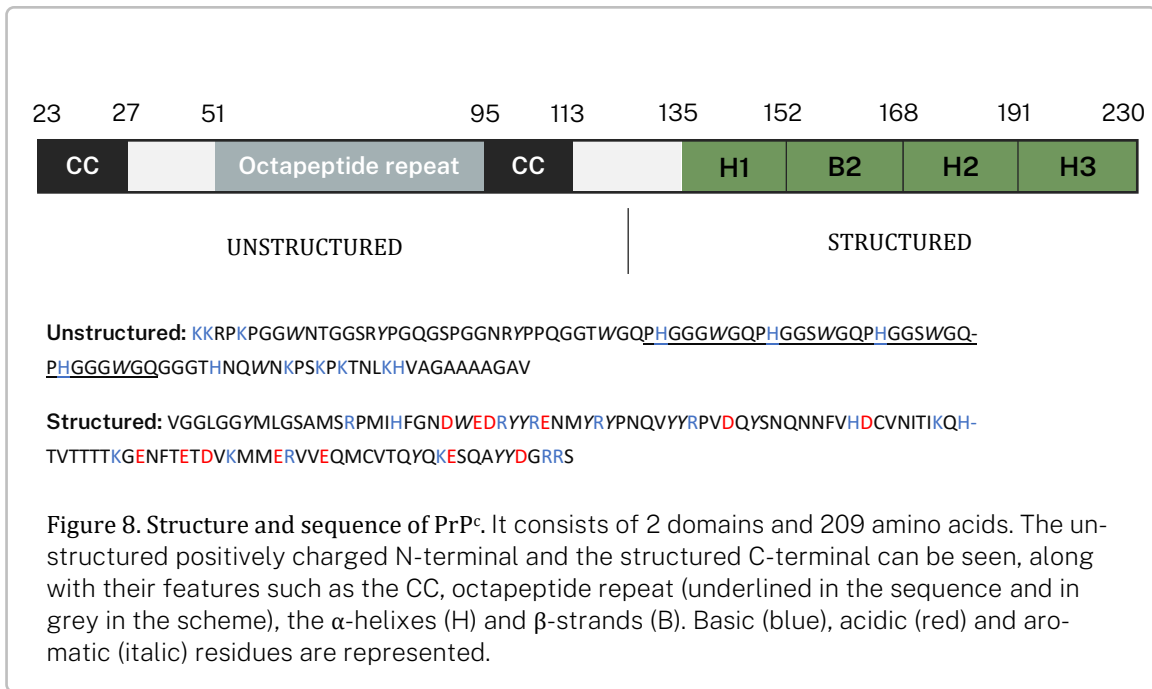 23 27 51 95 113 135 152 168 191 230
CC Octapeptide repeat CC H1 B2 H2 H3
UNSTRUCTURED STRUCTURED
Unstructured: KKRPKPGGWNTGGSRYPGQGSPGGNRYPPQGGTWGQPHGGGWGQPHGGSWGQPHGGSWGQ-
PHGGGWGQGGGTHNQWNKPSKPKTNLKHVAGAAAAGAV
Structured: VGGLGGYMLGSAMSRPMIHFGNDWEDRYYRENMYRYPNQVYYRPVDQYSNQNNFVHDCVNITIKQH-
TVTTTTKGENFTETDVKMMERVVEQMCVTQYQKESQAYYDGRRS
Figure 8. Structure and sequence of PrPᶜ. It consists of 2 domains and 209 amino acids. The un-
structured positively charged N-terminal and the structured C-terminal can be seen, along
with their features such as the CC, octapeptide repeat (underlined in the sequence and in
grey in the scheme), the α-helixes (H) and β-strands (B). Basic (blue), acidic (red) and aro-
matic (italic) residues are represented.